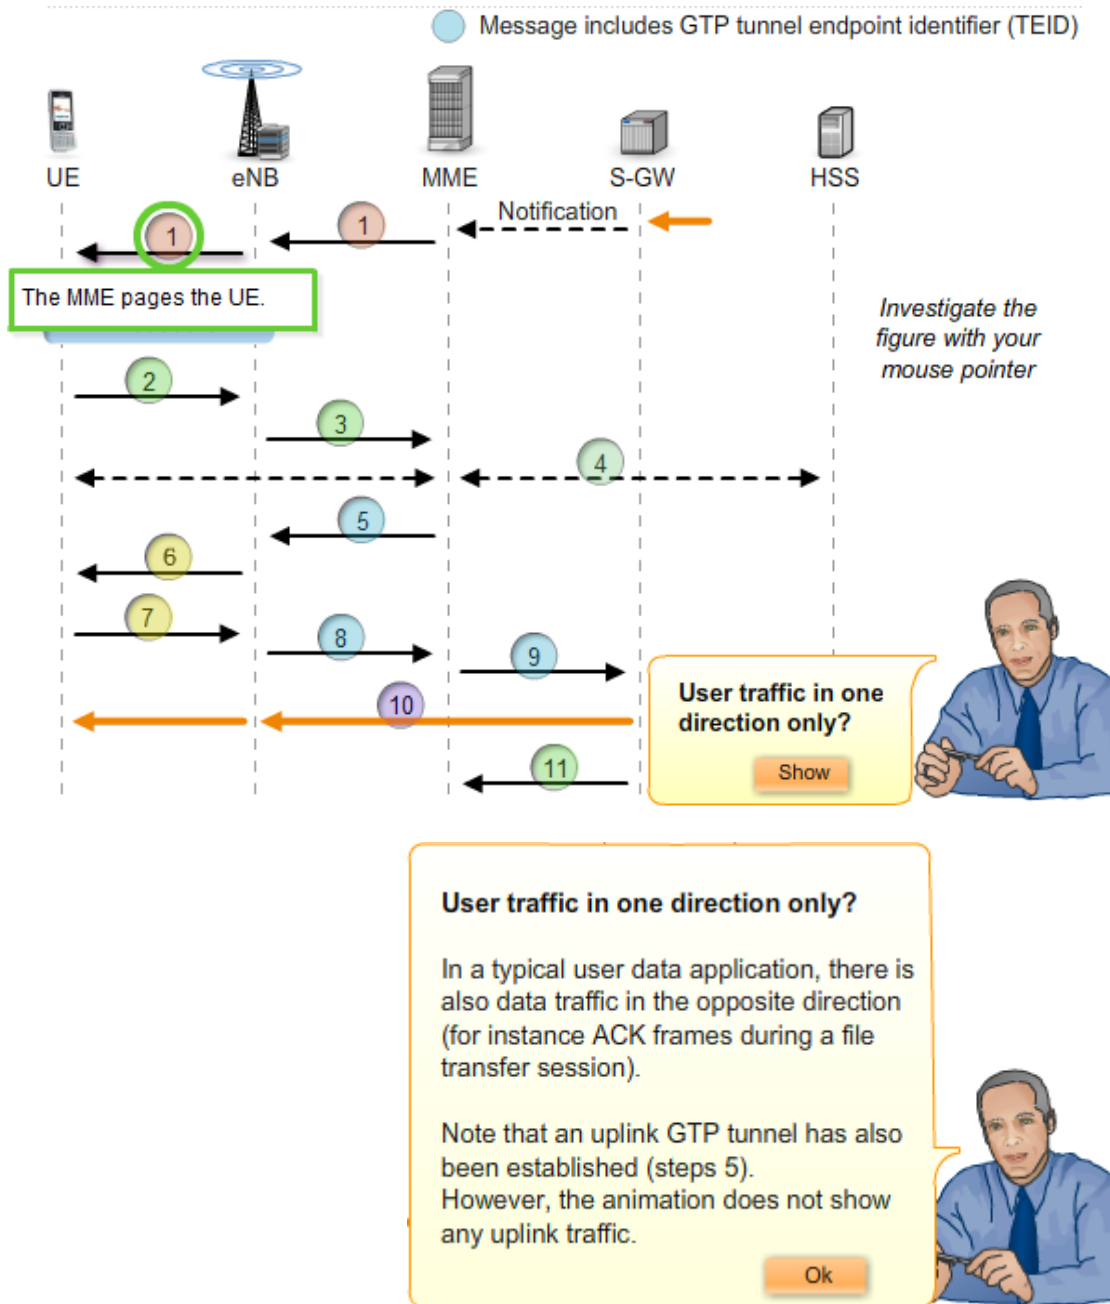 Message includes GTP tunnel endpoint identifier (TEID)
UE
eNB
MME
S-GW
HSS
Notification
1
1
The MME pages the UE.
Investigate the
figure with your
mouse pointer
2
3
4
5
6
7
8
9
10
User traffic in one
direction only?
Show
11
User traffic in one direction only?
In a typical user data application, there is
also data traffic in the opposite direction
(for instance ACK frames during a file
transfer session).
Note that an uplink GTP tunnel has also
been established (steps 5).
However, the animation does not show
any uplink traffic.
Ok